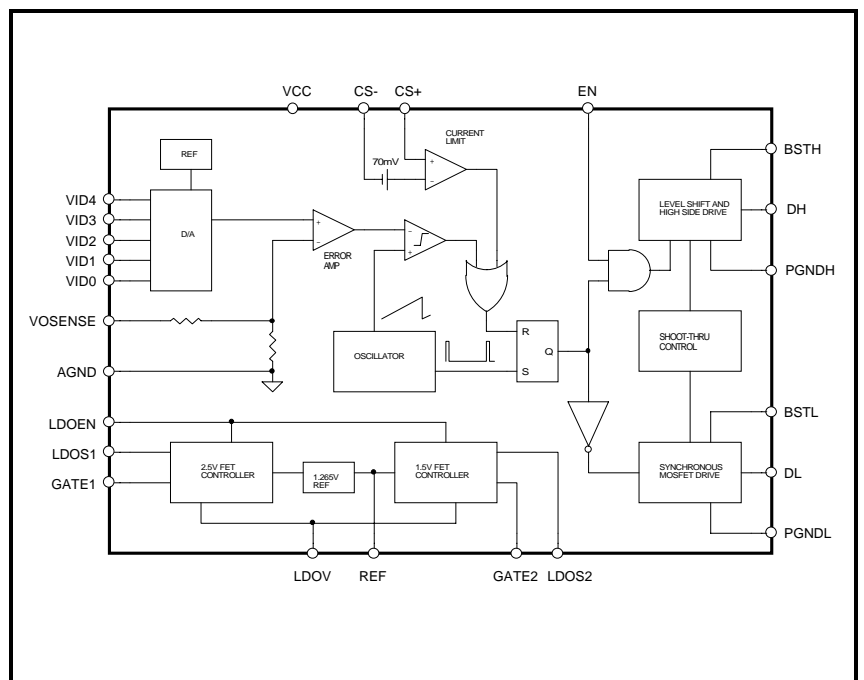 VCC
CS-
CS+
EN
CURRENT
LIMIT
BSTH
REF
70mV
+
−
VID4
VID3
VID2
VID1
VID0
D/A
LEVEL SHIFT AND
HIGH SIDE DRIVE
DH
+
−
−
+
ERROR
AMP
PGNDH
VOSENSE
OSCILLATOR
R
Q
S
SHOOT-THRU
CONTROL
AGND
LDOEN
BSTL
LDOS1
GATE1
2.5V FET
CONTROLLER
1.265V
REF
1.5V FET
CONTROLLER
SYNCHRONOUS
MOSFET DRIVE
DL
PGNDL
LDOV
REF
GATE2
LDOS2